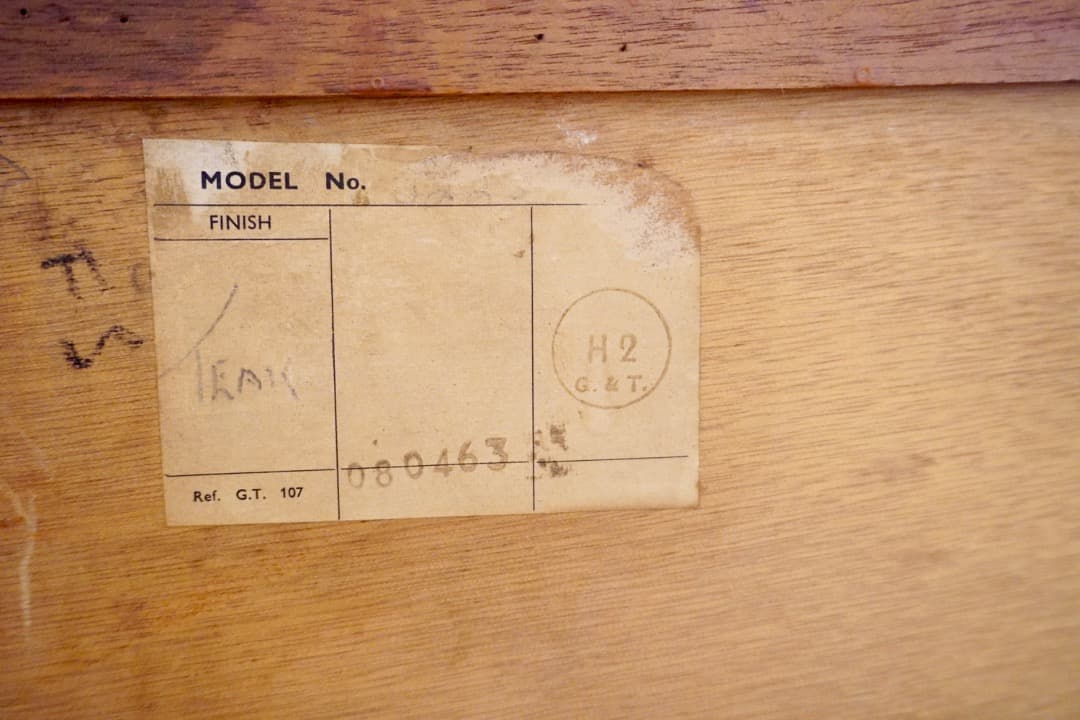 MODEL No.
FINISH
TEAK
H2
G. & T.
080463
Ref. G.T. 107